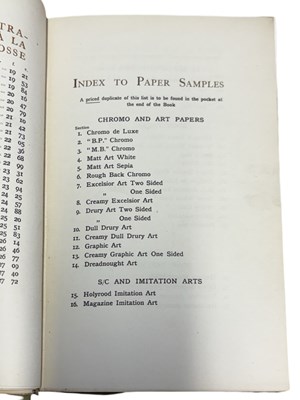 TRA-
A LA
OSSE
INDEX TO PAPER SAMPLES
A priced duplicate of this list is to be found in the pocket at
the end of the Book
CHROMO AND ART PAPERS
Section
1. Chromo de Luxe
2. "B.P." Chromo
3. "M.B." Chromo
4. Matt Art White
5. Matt Art Sepia
6. Rough Back Chromo
7. Excelsior Art Two Sided
" One Sided
8. Creamy Excelsior Art
9. Drury Art Two Sided
" One Sided
10. Dull Drury Art
11. Creamy Dull Drury Art
12. Graphic Art
13. Creamy Graphic Art One Sided
14. Dreadnought Art
S/C AND IMITATION ARTS
15. Holyrood Imitation Art
16. Magazine Imitation Art